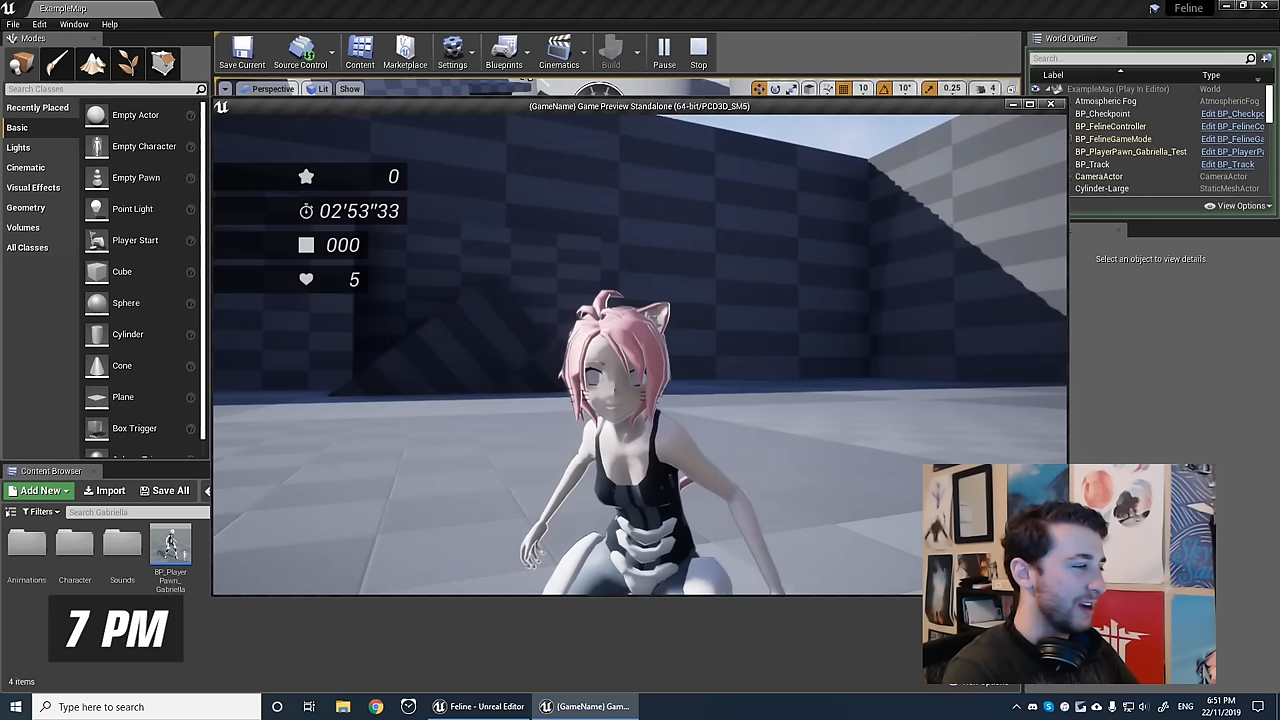 ExampleMap
Feline
File Edit Window Help
Modes
Search Classes
Recently Placed
Basic
Lights
Cinematic
Visual Effects
Geometry
Volumes
All Classes
Empty Actor
Empty Character
Empty Pawn
Point Light
Player Start
Cube
Sphere
Cylinder
Cone
Plane
Box Trigger
Save Current
Source Control
Content
Marketplace
Settings
Blueprints
Cinematics
Build
Pause
Stop
Perspective Lit Show
10 10° 0.25 4
(GameName) Game Preview Standalone (64-bit/PCD3D_SM5)
0
02'53"33
000
5
World Outliner
Search...
Label Type
ExampleMap (Play In Editor) World
Atmospheric Fog AtmosphericFog
BP_Checkpoint Edit BP_Checkp
BP_FelineController Edit BP_FelineCo
BP_FelineGameMode Edit BP_FelineGa
BP_PlayerPawn_Gabriella_Test Edit BP_PlayerPa
BP_Track Edit BP_Track
CameraActor CameraActor
Cylinder-Large StaticMeshActor
View Options
Select an object to view details.
Content Browser
Add New Import Save All
Filters Search Gabriella
Animations
Character
Sounds
BP_Player
Pawn_
Gabriella
7 PM
4 items
Type here to search
Feline - Unreal Editor
(GameName) Gam...
ENG
6:51 PM
22/11/2019